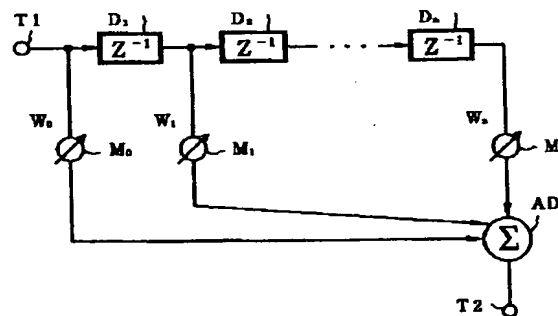 T1 D₁ D₂ Dₙ
Z⁻¹ Z⁻¹ ... Z⁻¹
W₀ W₁ Wₙ
M₀ M₁ M
AD
Σ
T2